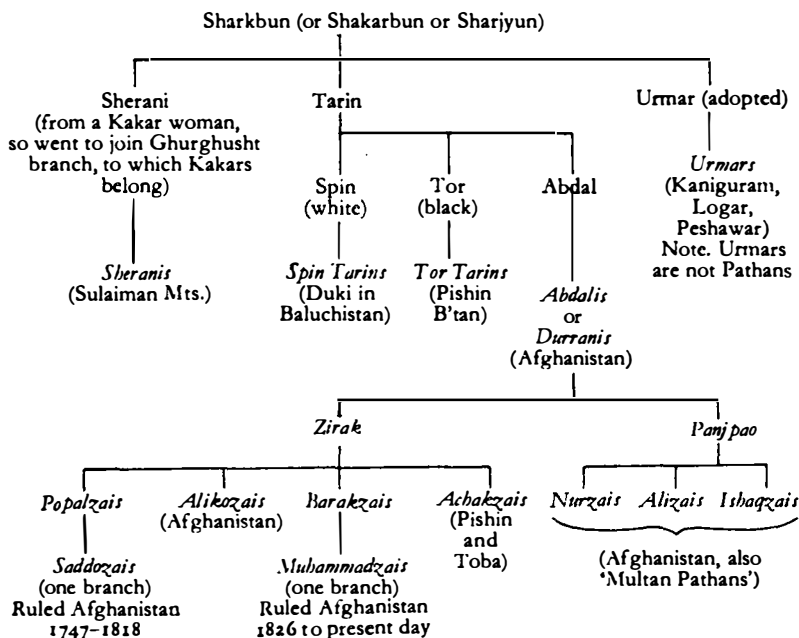 Sharkbun (or Shakarbun or Sharjyun)
Sherani
(from a Kakar woman,
so went to join Ghurghusht
branch, to which Kakars
belong)
Tarin
Urmar (adopted)
Spin
(white)
Tor
(black)
Abdal
Urmars
(Kaniguram,
Logar,
Peshawar)
Note. Urmars
are not Pathans
Sheranis
(Sulaiman Mts.)
Spin Tarins
(Duki in
Baluchistan)
Tor Tarins
(Pishin
B'tan)
Abdalis
or
Durranis
(Afghanistan)
Zirak
Panjpao
Popalzais
Alikozais
(Afghanistan)
Barakzais
Achakzais
(Pishin
and
Toba)
Nurzais
Alizais
Ishaqzais
Saddozais
(one branch)
Ruled Afghanistan
1747-1818
Muhammadzais
(one branch)
Ruled Afghanistan
1826 to present day
(Afghanistan, also
'Multan Pathans')